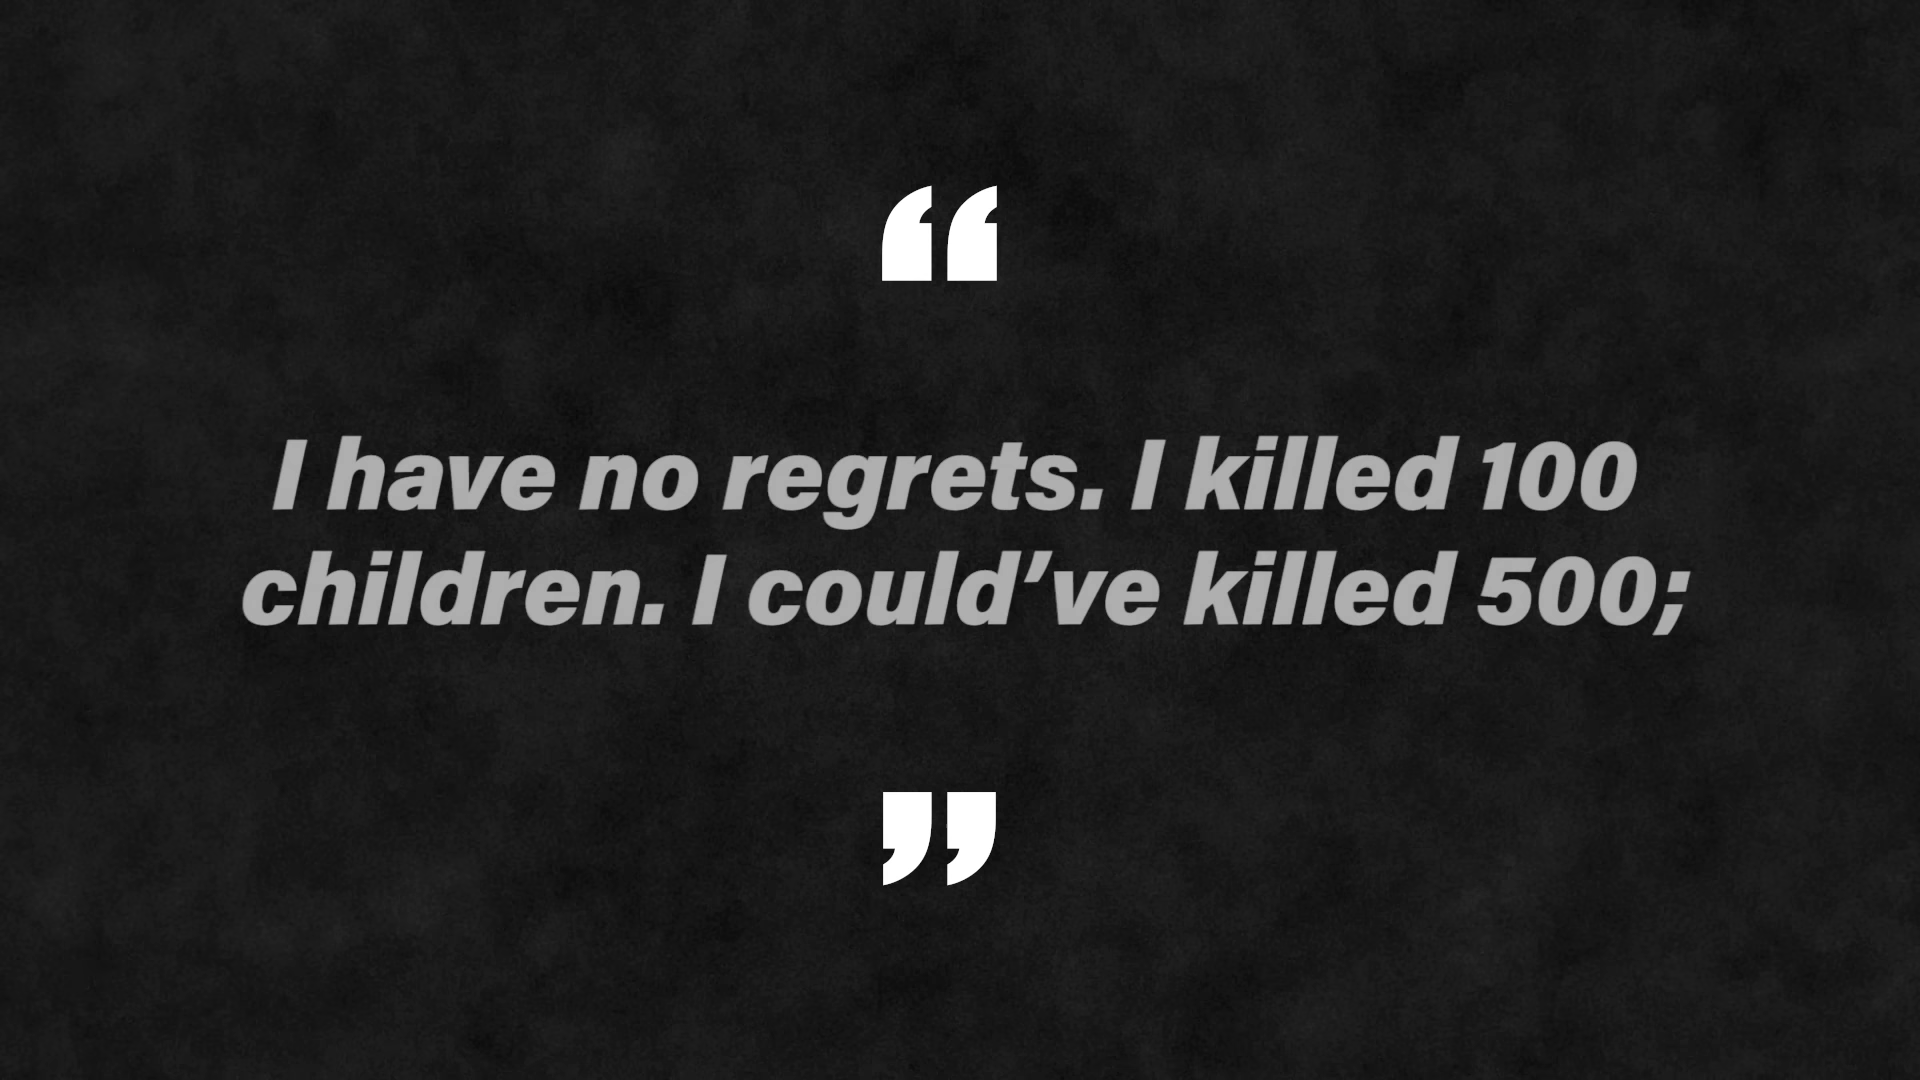 “
I have no regrets. I killed 100
children. I could’ve killed 500;
”